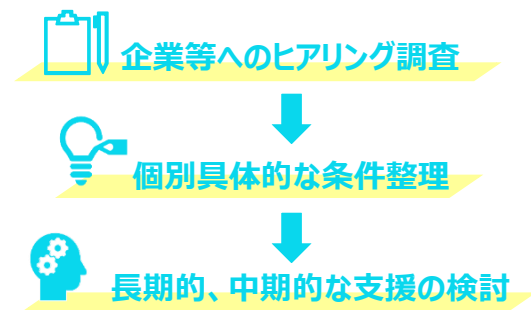 企業等へのヒアリング調査
個別具体的な条件整理
長期的、中期的な支援の検討